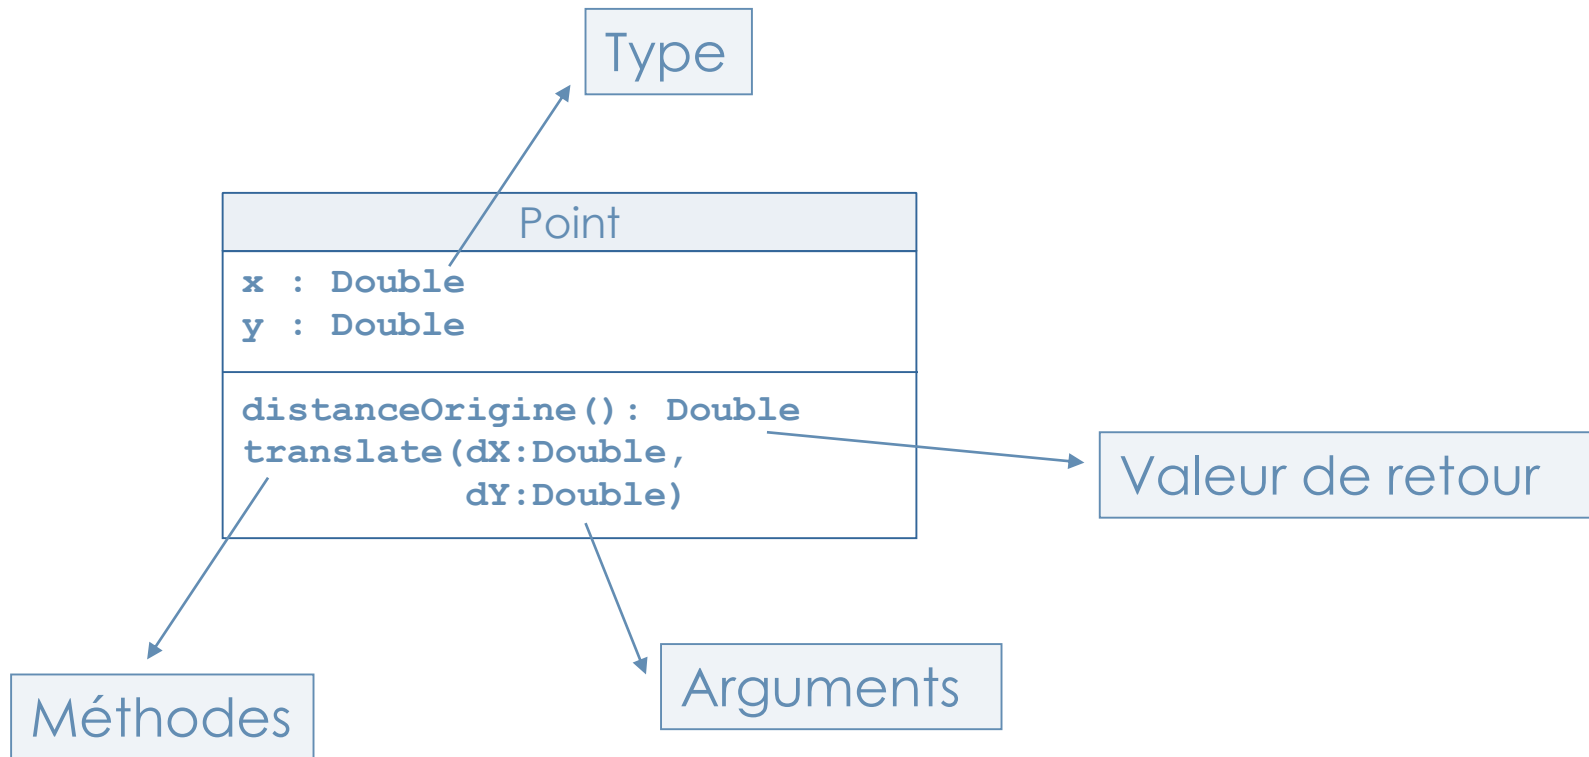 Type
Point
x : Double
y : Double
distanceOrigine(): Double
translate(dX:Double,
dY:Double)
Valeur de retour
Arguments
Méthodes